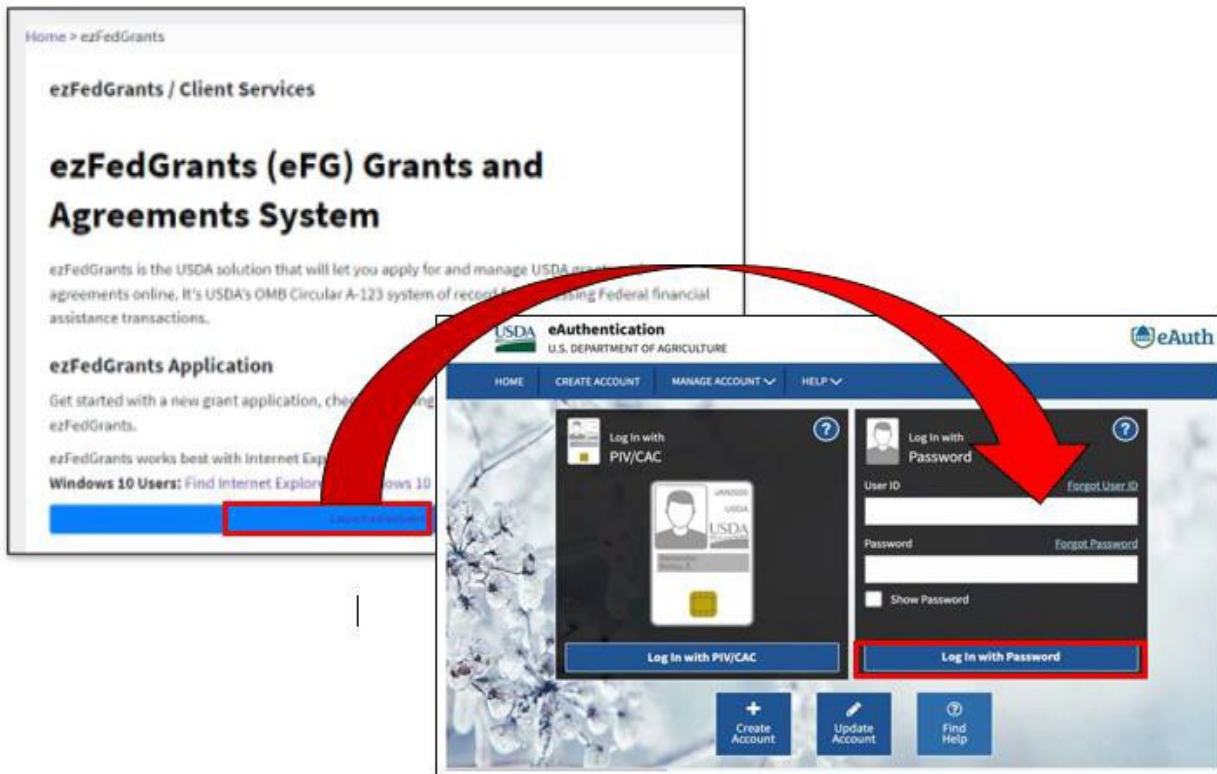 Home > ezFedGrants
ezFedGrants / Client Services
ezFedGrants (eFG) Grants and
Agreements System
ezFedGrants is the USDA solution that will let you apply for and manage USDA
agreements online. It's USDA's OMB Circular A-123 system of record Federal financial
assistance transactions.
ezFedGrants Application
Get started with a new grant application,
ezFedGrants.
ezFedGrants works best with Internet
Windows 10 Users: Find Internet 10
USDA eAuthentication
U.S. DEPARTMENT OF AGRICULTURE
eAuth
HOME CREATE ACCOUNT MANAGE ACCOUNT HELP
Log In with
PIV/CAC
?
JAN2020
USDA
USDA
Log In with PIV/CAC
Log In with
Password
?
User ID Forgot User ID
Password Forgot Password
Show Password
Log In with Password
Create
Account
Update
Account
Find
Help